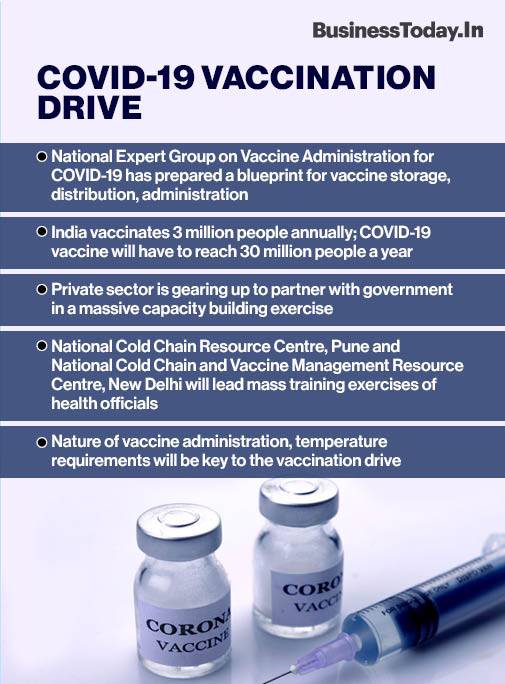 BusinessToday.In
COVID-19 VACCINATION
DRIVE
National Expert Group on Vaccine Administration for
COVID-19 has prepared a blueprint for vaccine storage,
distribution, administration
India vaccinates 3 million people annually; COVID-19
vaccine will have to reach 30 million people a year
Private sector is gearing up to partner with government
in a massive capacity building exercise
National Cold Chain Resource Centre, Pune and
National Cold Chain and Vaccine Management Resource
Centre, New Delhi will lead mass training exercises of
health officials
Nature of vaccine administration, temperature
requirements will be key to the vaccination drive
CORONA
VACCINE
CORO
VACC